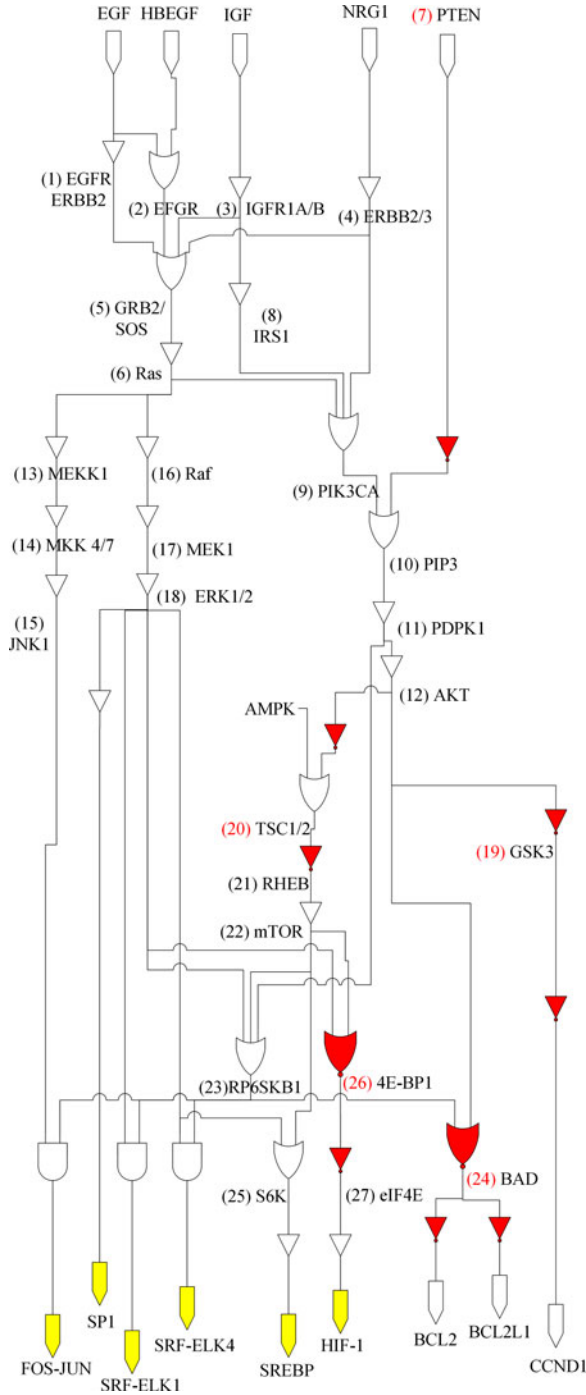 EGF
HBEGF
IGF
NRG1
(7) PTEN
(1) EGFR
ERBB2
(2) EFGR
(3) IGFR1A/B
(4) ERBB2/3
(5) GRB2/
SOS
(8)
IRS1
(6) Ras
(13) MEKK1
(16) Raf
(9) PIK3CA
(14) MKK 4/7
(17) MEK1
(10) PIP3
(18) ERK1/2
(15)
JNK1
(11) PDPK1
(12) AKT
AMPK
(20) TSC1/2
(19) GSK3
(21) RHEB
(22) mTOR
(23)RP6SKB1
(26) 4E-BP1
(24) BAD
(25) S6K
(27) eIF4E
SP1
SRF-ELK4
FOS-JUN
SRF-ELK1
SREBP
HIF-1
BCL2
BCL2L1
CCND1